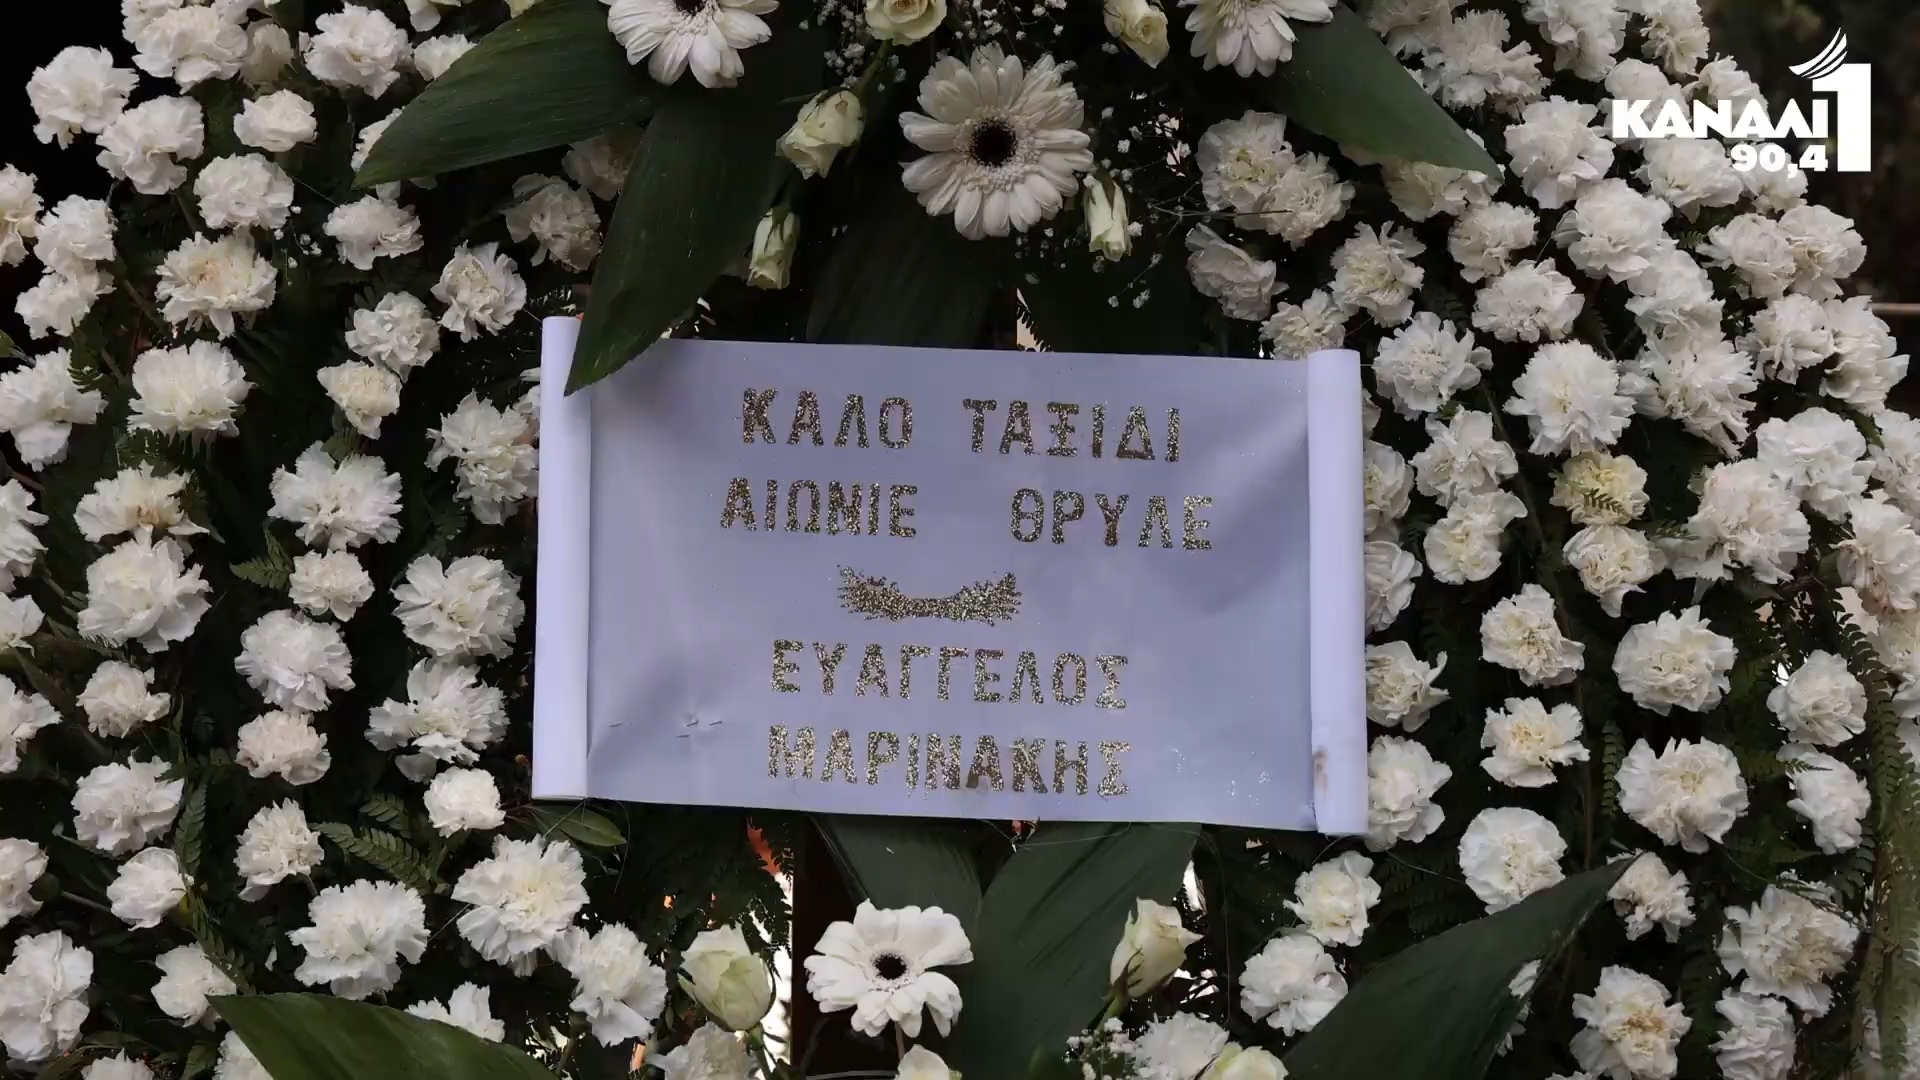 ΚΑΝΑΛΙ 1
90,4
ΚΑΛΟ ΤΑΞΙΔΙ
ΑΙΩΝΙΕ ΘΡΥΛΕ
ΕΥΑΓΓΕΛΟΣ
ΜΑΡΙΝΑΚΗΣ